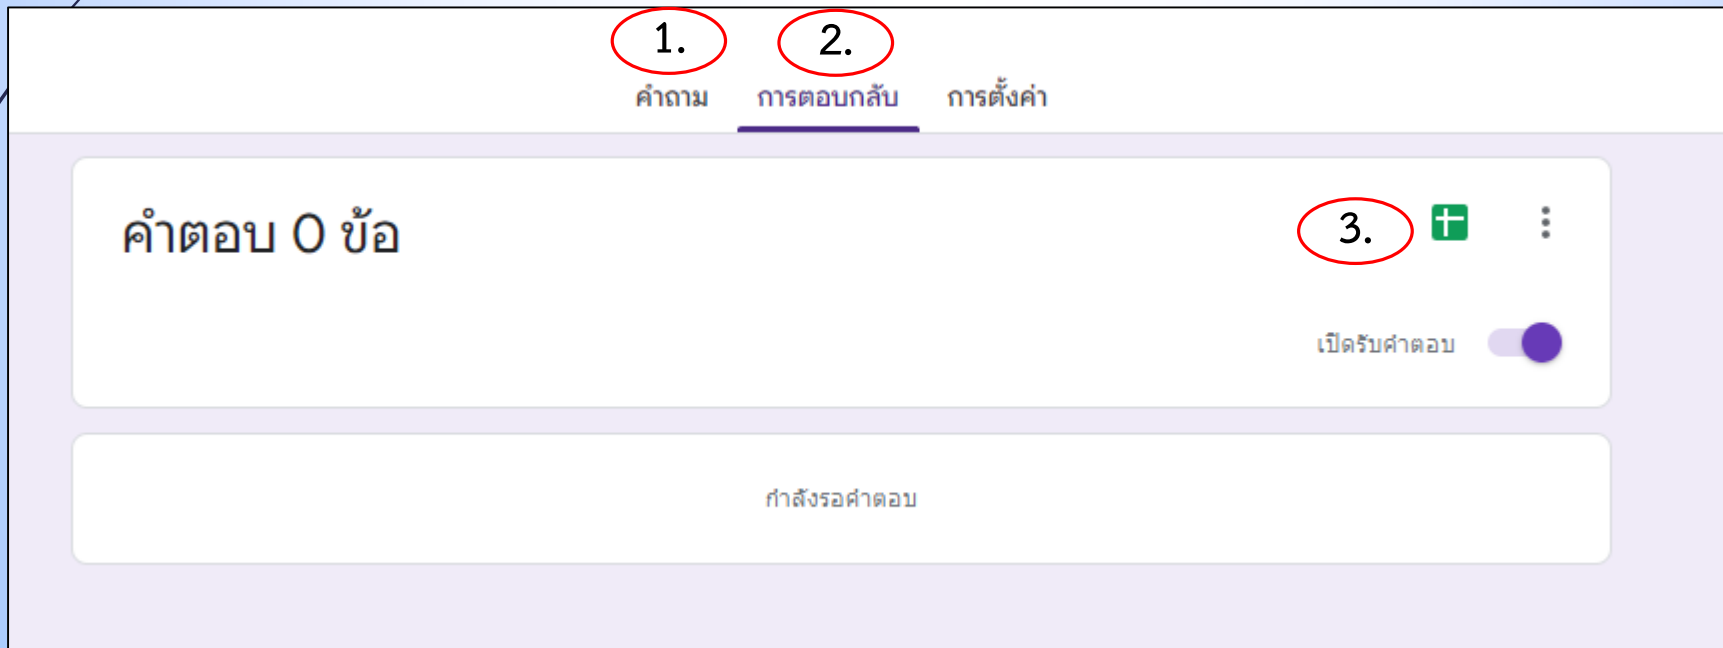 1. 2.
คำถาม การตอบกลับ การตั้งค่า
คำตอบ 0 ข้อ
3.
เปิดรับคำตอบ
กำลังรอคำตอบ